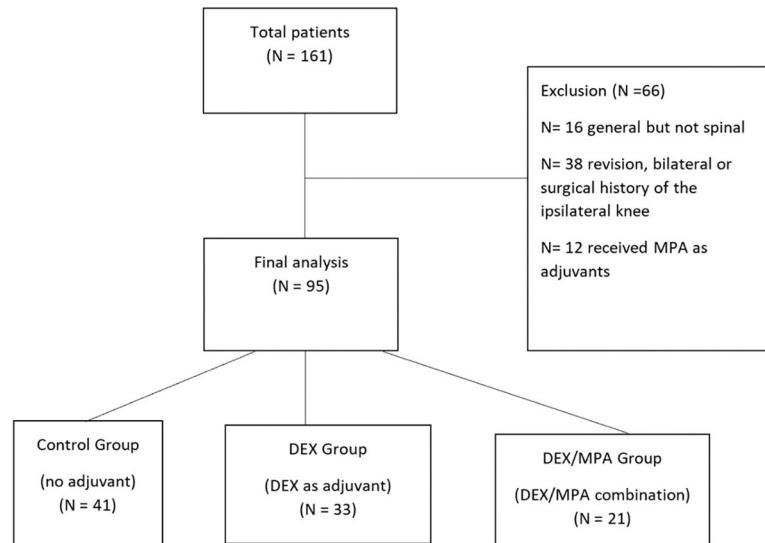 Total patients
(N = 161)
Exclusion (N =66)
N= 16 general but not spinal
N= 38 revision, bilateral or
surgical history of the
ipsilateral knee
N= 12 received MPA as
adjuvants
Final analysis
(N = 95)
Control Group
(no adjuvant)
(N = 41)
DEX Group
(DEX as adjuvant)
(N = 33)
DEX/MPA Group
(DEX/MPA combination)
(N = 21)